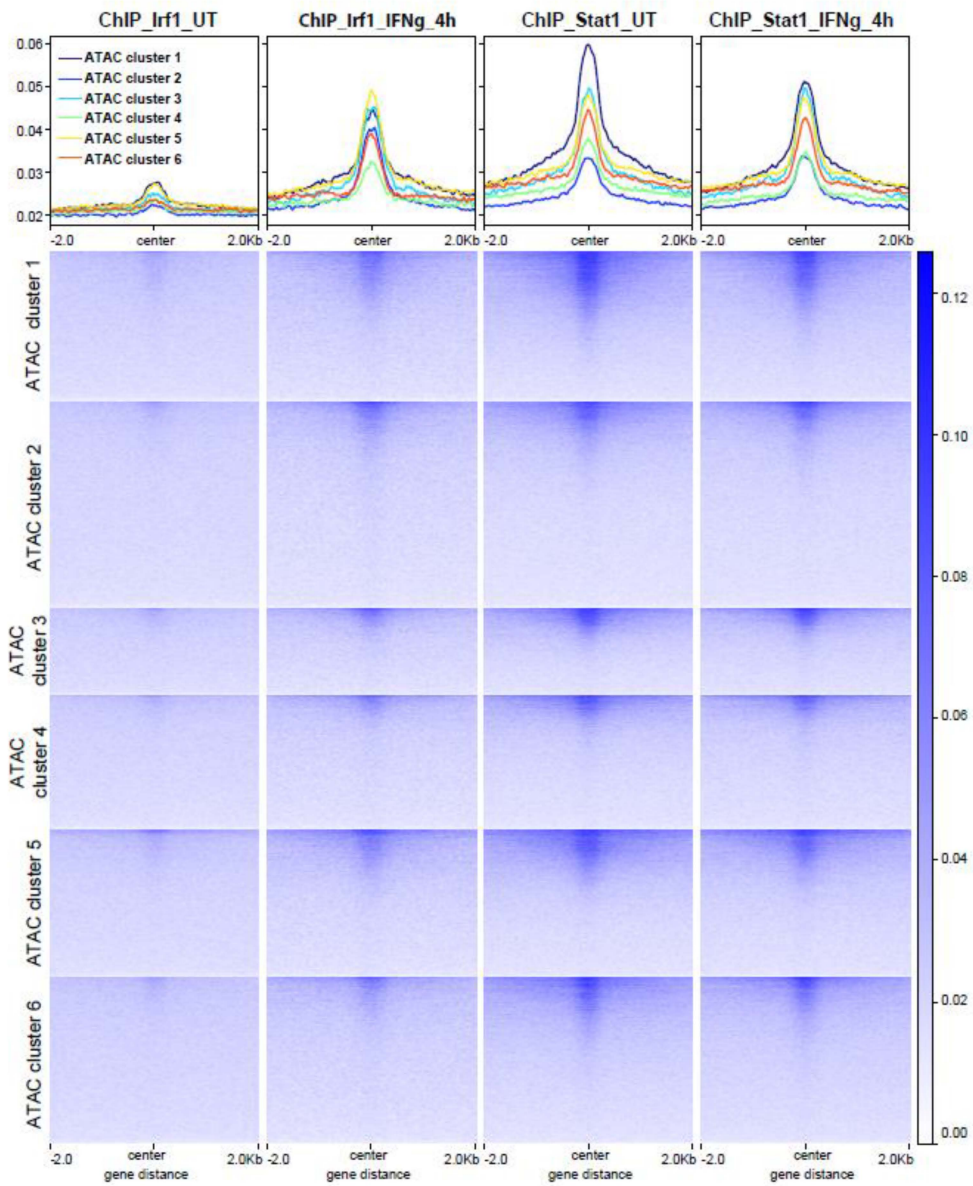 ChIP_Irf1_UT
ChIP_Irf1_IFNg_4h
ChIP_Stat1_UT
ChIP_Stat1_IFNg_4h
0.06
0.05
0.04
0.03
0.02
ATAC cluster 1
ATAC cluster 2
ATAC cluster 3
ATAC cluster 4
ATAC cluster 5
ATAC cluster 6
-2.0 center 2.0Kb
-2.0 center 2.0Kb
-2.0 center 2.0Kb
-2.0 center 2.0Kb
ATAC cluster 1
ATAC cluster 2
ATAC
cluster 3
ATAC
cluster 4
ATAC cluster 5
ATAC cluster 6
0.12
0.10
0.08
0.06
0.04
0.02
0.00
-2.0 center 2.0Kb
gene distance
-2.0 center 2.0Kb
gene distance
-2.0 center 2.0Kb
gene distance
-2.0 center 2.0Kb
gene distance